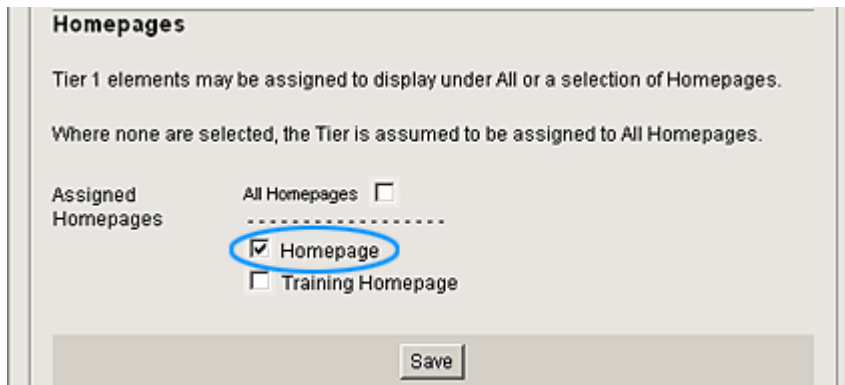 Homepages
Tier 1 elements may be assigned to display under All or a selection of Homepages.
Where none are selected, the Tier is assumed to be assigned to All Homepages.
Assigned Homepages
All Homepages
Homepage
Training Homepage
Save